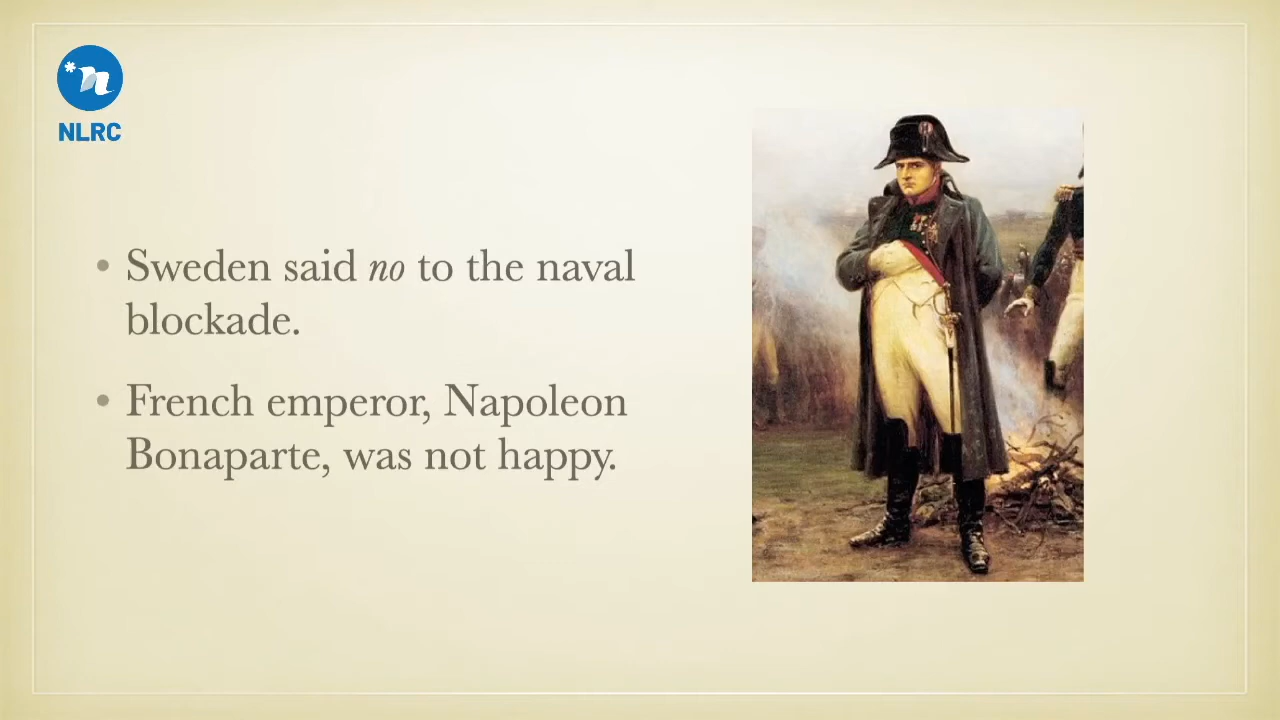 NLRC
• Sweden said no to the naval
blockade.
• French emperor, Napoleon
Bonaparte, was not happy.